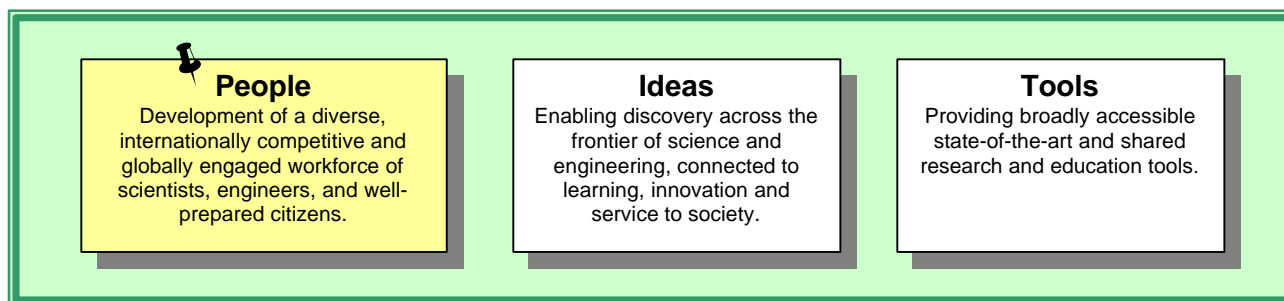 People
Development of a diverse,
internationally competitive and
globally engaged workforce of
scientists, engineers, and well-
prepared citizens.
Ideas
Enabling discovery across the
frontier of science and
engineering, connected to
learning, innovation and
service to society.
Tools
Providing broadly accessible
state-of-the-art and shared
research and education tools.